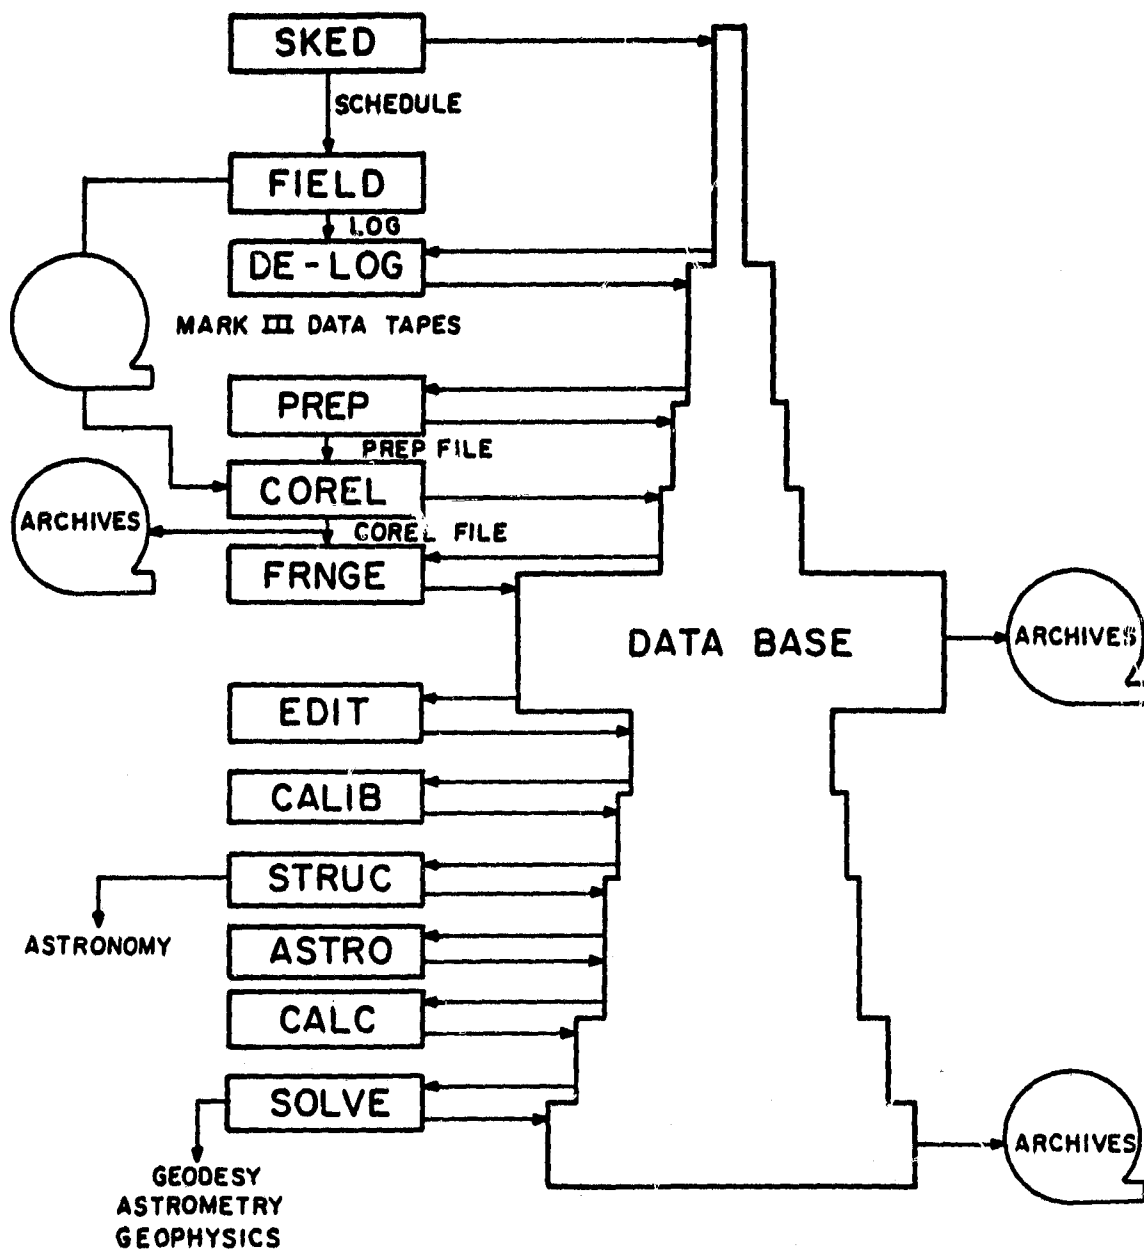 SKED
SCHEDULE
FIELD
LOG
DE-LOG
MARK III DATA TAPES
PREP
PREP FILE
COREL
ARCHIVES
COREL FILE
FRNGE
DATA BASE
ARCHIVES
EDIT
CALIB
STRUC
ASTRONOMY
ASTRO
CALC
SOLVE
ARCHIVES
GEODESY
ASTROMETRY
GEOPHYSICS